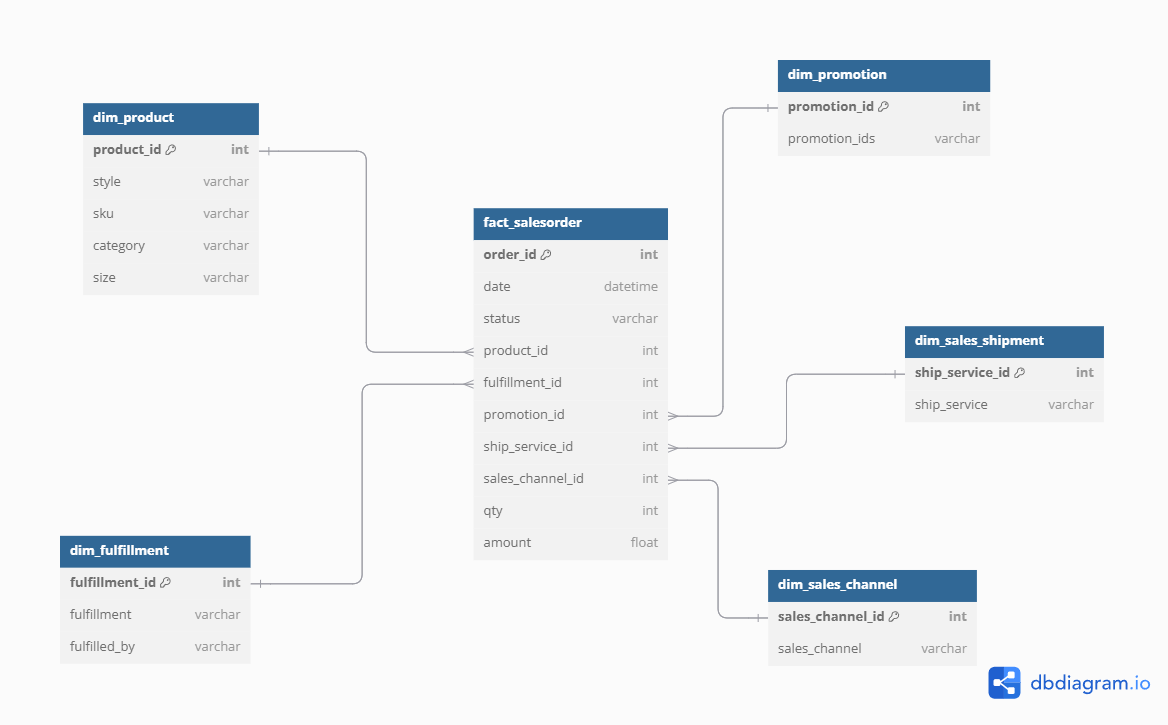 dim_promotion
promotion_id int
promotion_ids varchar
dim_product
product_id int
style varchar
sku varchar
category varchar
size varchar
fact_salesorder
order_id int
date datetime
status varchar
product_id int
fulfillment_id int
promotion_id int
ship_service_id int
sales_channel_id int
qty int
amount float
dim_sales_shipment
ship_service_id int
ship_service varchar
dim_fulfillment
fulfillment_id int
fulfillment varchar
fulfilled_by varchar
dim_sales_channel
sales_channel_id int
sales_channel varchar
dbdiagram.io